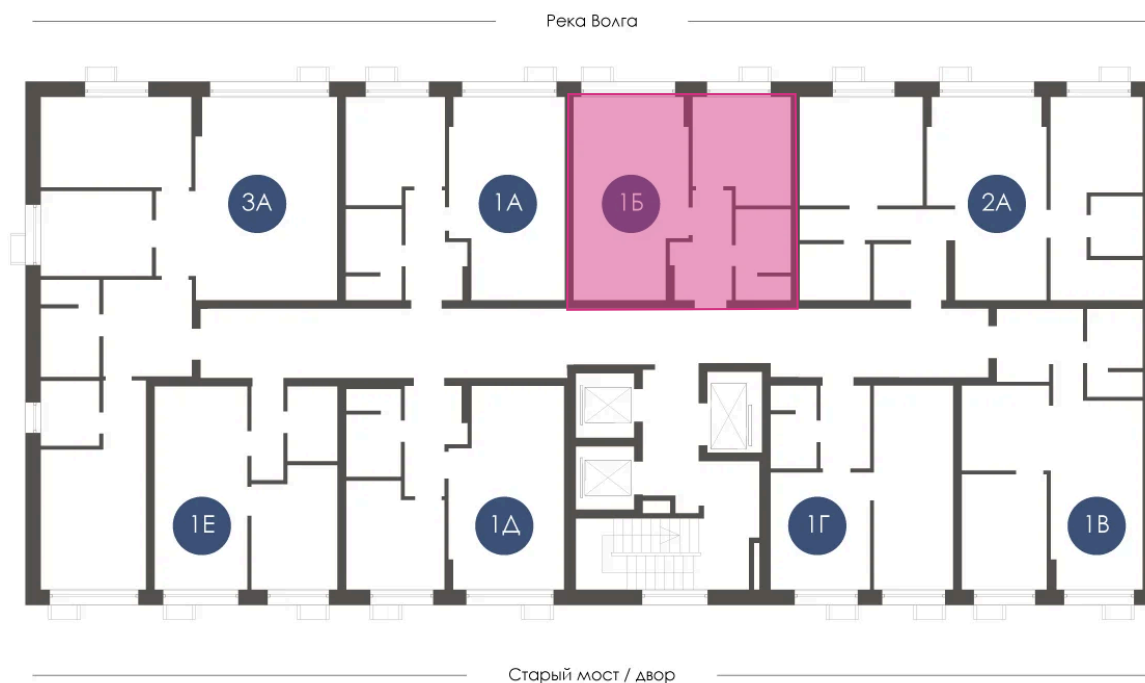 Река Волга
3А
1А
1Б
2А
1Е
1Д
1Г
1В
Старый мост / двор